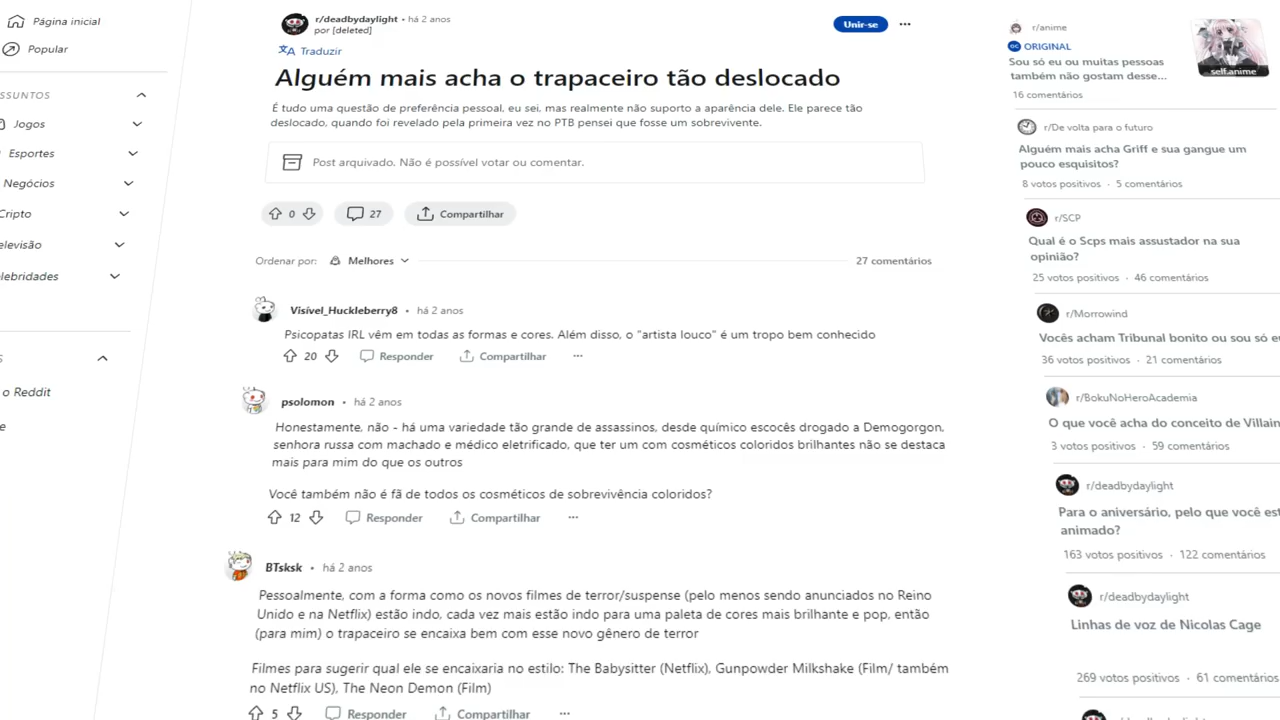 Página inicial
Popular
SSUNTOS
Jogos
Esportes
Negócios
Cripto
elevisão
lebridades
S
o Reddit
e
r/deadbydaylight • há 2 anos
por [deleted]
Unir-se
Traduzir
Alguém mais acha o trapaceiro tão deslocado
É tudo uma questão de preferência pessoal, eu sei, mas realmente não suporto a aparência dele. Ele parece tão
deslocado, quando foi revelado pela primeira vez no PTB pensei que fosse um sobrevivente.
Post arquivado. Não é possível votar ou comentar.
0
27
Compartilhar
Ordenar por:
Melhores
27 comentários
Visível_Huckleberry8 • há 2 anos
Psicopatas IRL vêm em todas as formas e cores. Além disso, o "artista louco" é um tropo bem conhecido
20
Responder
Compartilhar
psolomon • há 2 anos
Honestamente, não - há uma variedade tão grande de assassinos, desde químico escocês drogado a Demogorgon,
senhora russa com machado e médico eletrificado, que ter um com cosméticos coloridos brilhantes não se destaca
mais para mim do que os outros
Você também não é fã de todos os cosméticos de sobrevivência coloridos?
12
Responder
Compartilhar
BTsksk • há 2 anos
Pessoalmente, com a forma como os novos filmes de terror/suspense (pelo menos sendo anunciados no Reino
Unido e na Netflix) estão indo, cada vez mais estão indo para uma paleta de cores mais brilhante e pop, então
(para mim) o trapaceiro se encaixa bem com esse novo gênero de terror
Filmes para sugerir qual ele se encaixaria no estilo: The Babysitter (Netflix), Gunpowder Milkshake (Film/ também
no Netflix US), The Neon Demon (Film)
5
Responder
Compartilhar
r/anime
OC ORIGINAL
Sou só eu ou muitas pessoas
também não gostam desse...
self.anime
16 comentários
r/De volta para o futuro
Alguém mais acha Griff e sua gangue um
pouco esquisitos?
8 votos positivos · 5 comentários
r/SCP
Qual é o Scps mais assustador na sua
opinião?
25 votos positivos · 46 comentários
r/Morrowind
Vocês acham Tribunal bonito ou sou só e
36 votos positivos · 21 comentários
r/BokuNoHeroAcademia
O que você acha do conceito de Villain
3 votos positivos · 59 comentários
r/deadbydaylight
Para o aniversário, pelo que você est
animado?
163 votos positivos · 122 comentários
r/deadbydaylight
Linhas de voz de Nicolas Cage
269 votos positivos · 61 comentários